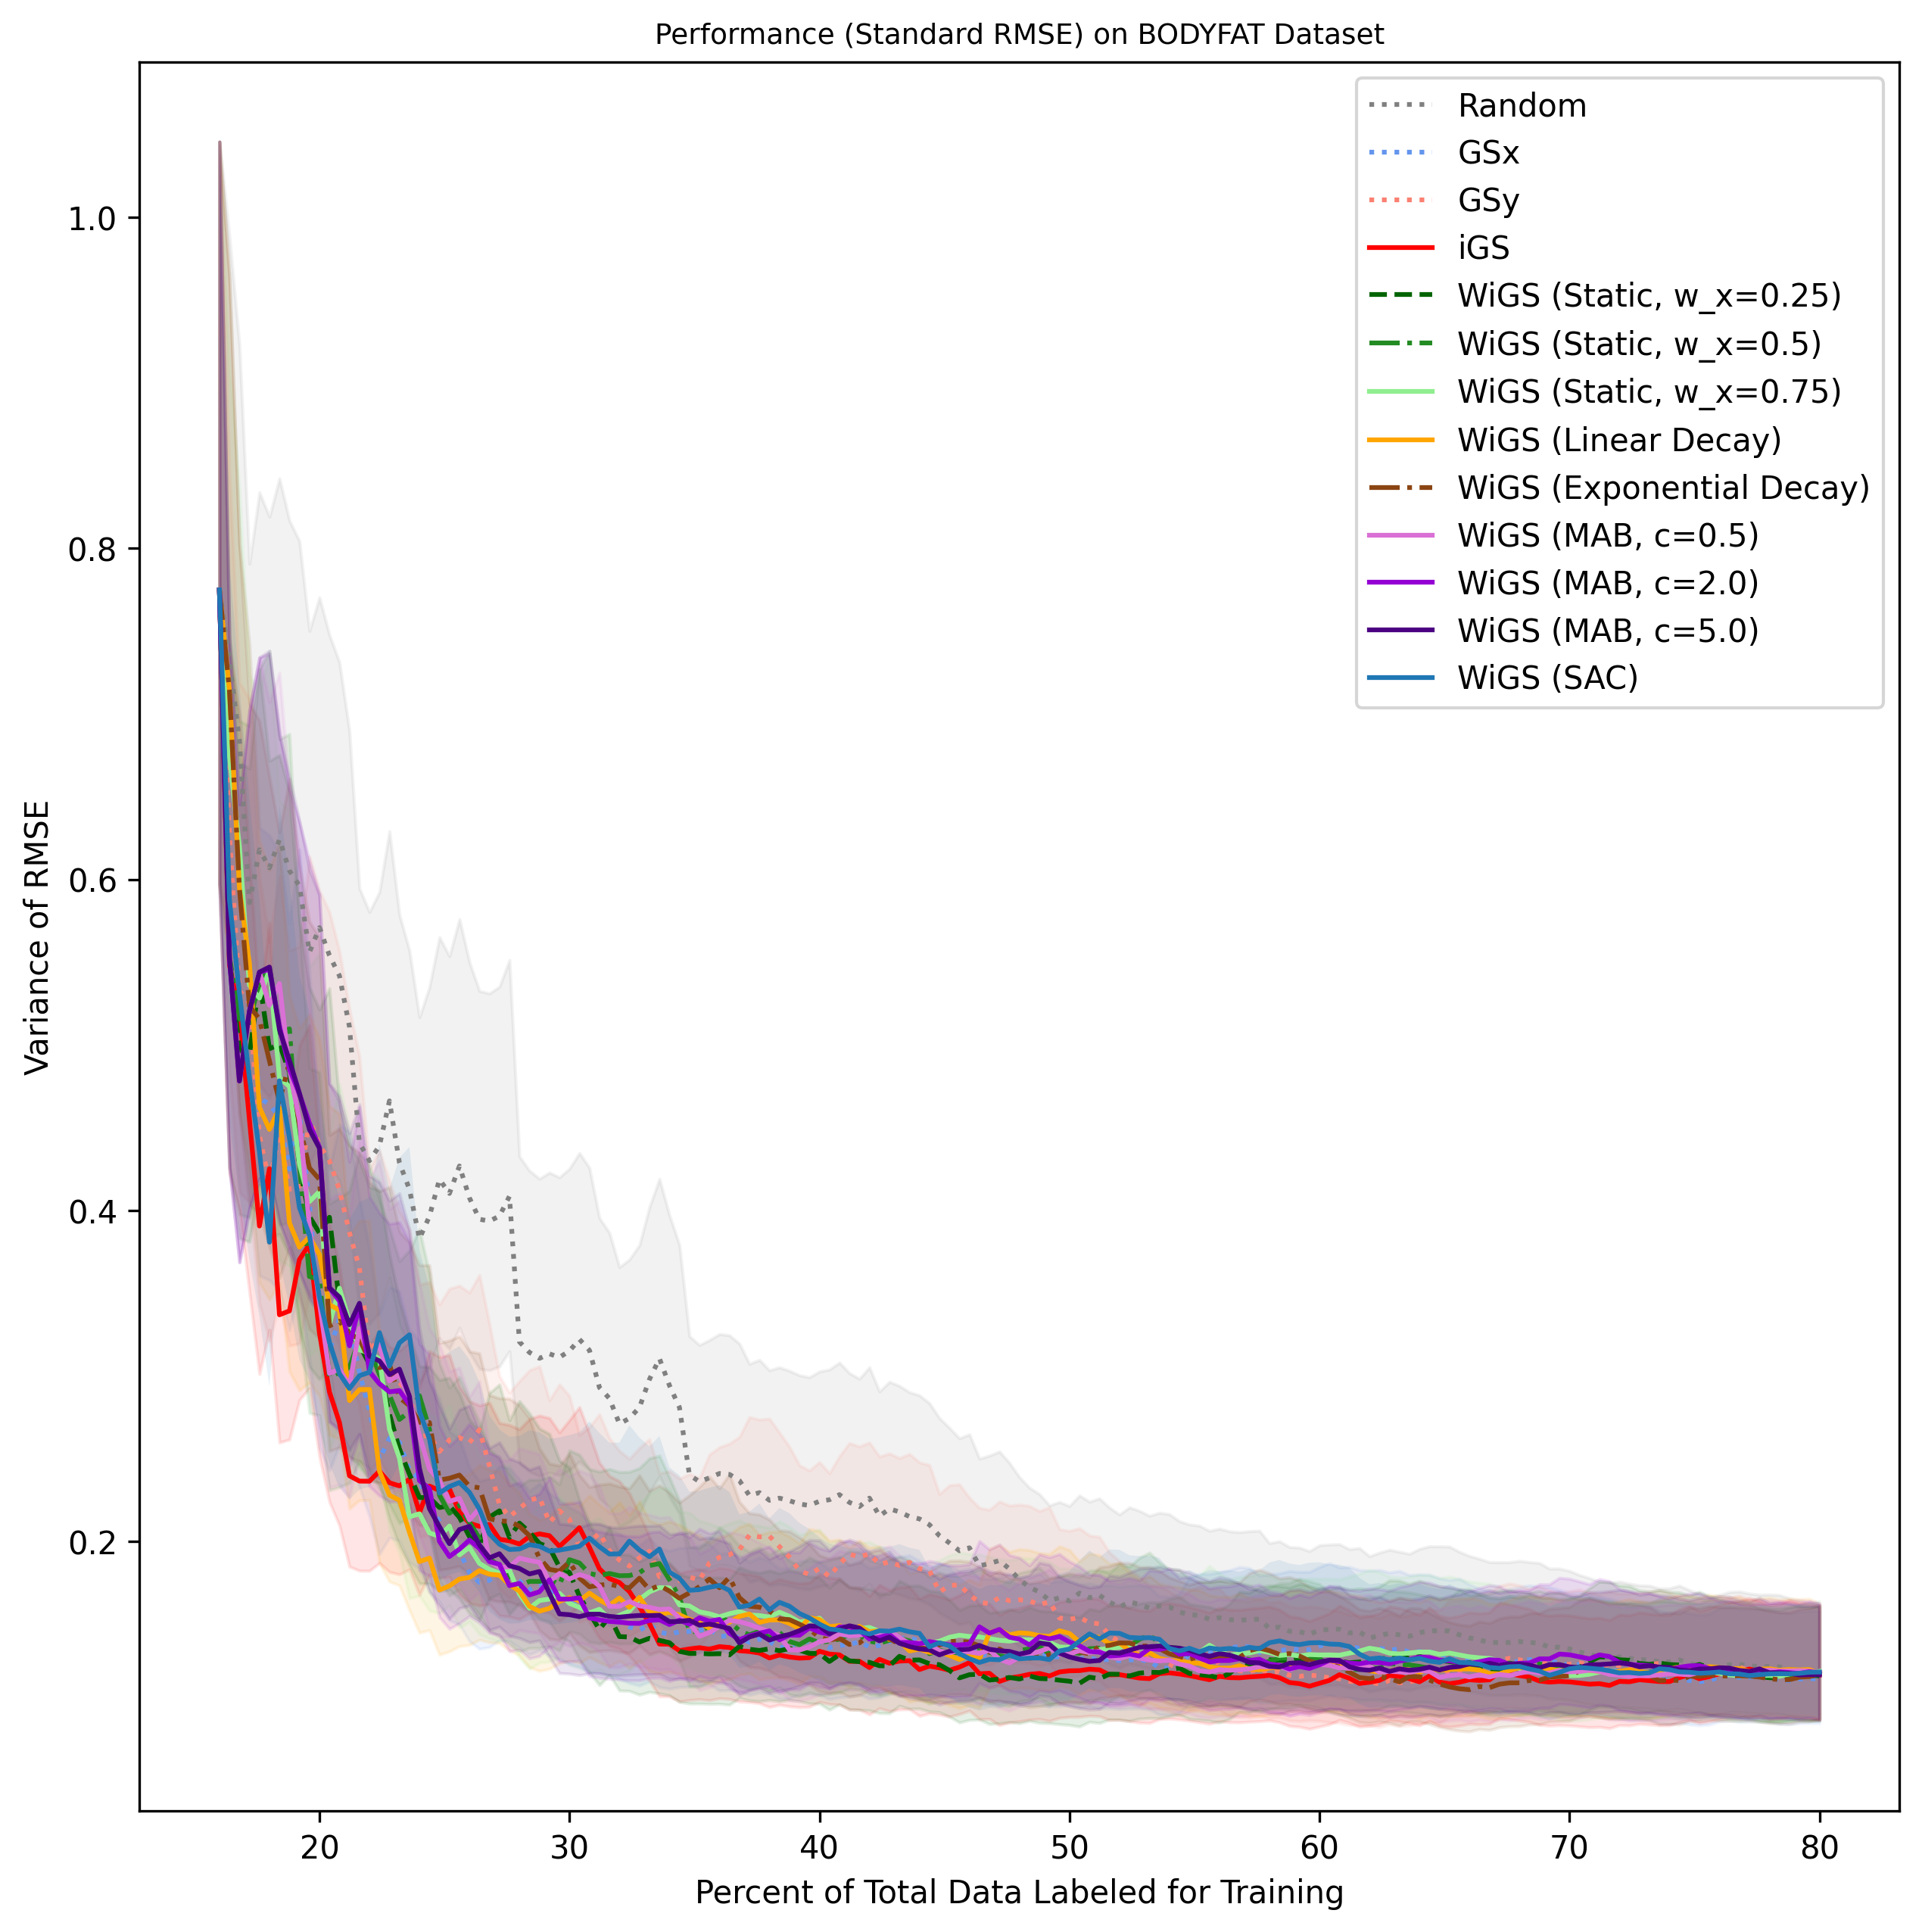 Performance (Standard RMSE) on BODYFAT Dataset
Variance of RMSE
1.0
0.8
0.6
0.4
0.2
Random
GSx
GSy
iGS
WiGS (Static, w_x=0.25)
WiGS (Static, w_x=0.5)
WiGS (Static, w_x=0.75)
WiGS (Linear Decay)
WiGS (Exponential Decay)
WiGS (MAB, c=0.5)
WiGS (MAB, c=2.0)
WiGS (MAB, c=5.0)
WiGS (SAC)
20 30 40 50 60 70 80
Percent of Total Data Labeled for Training